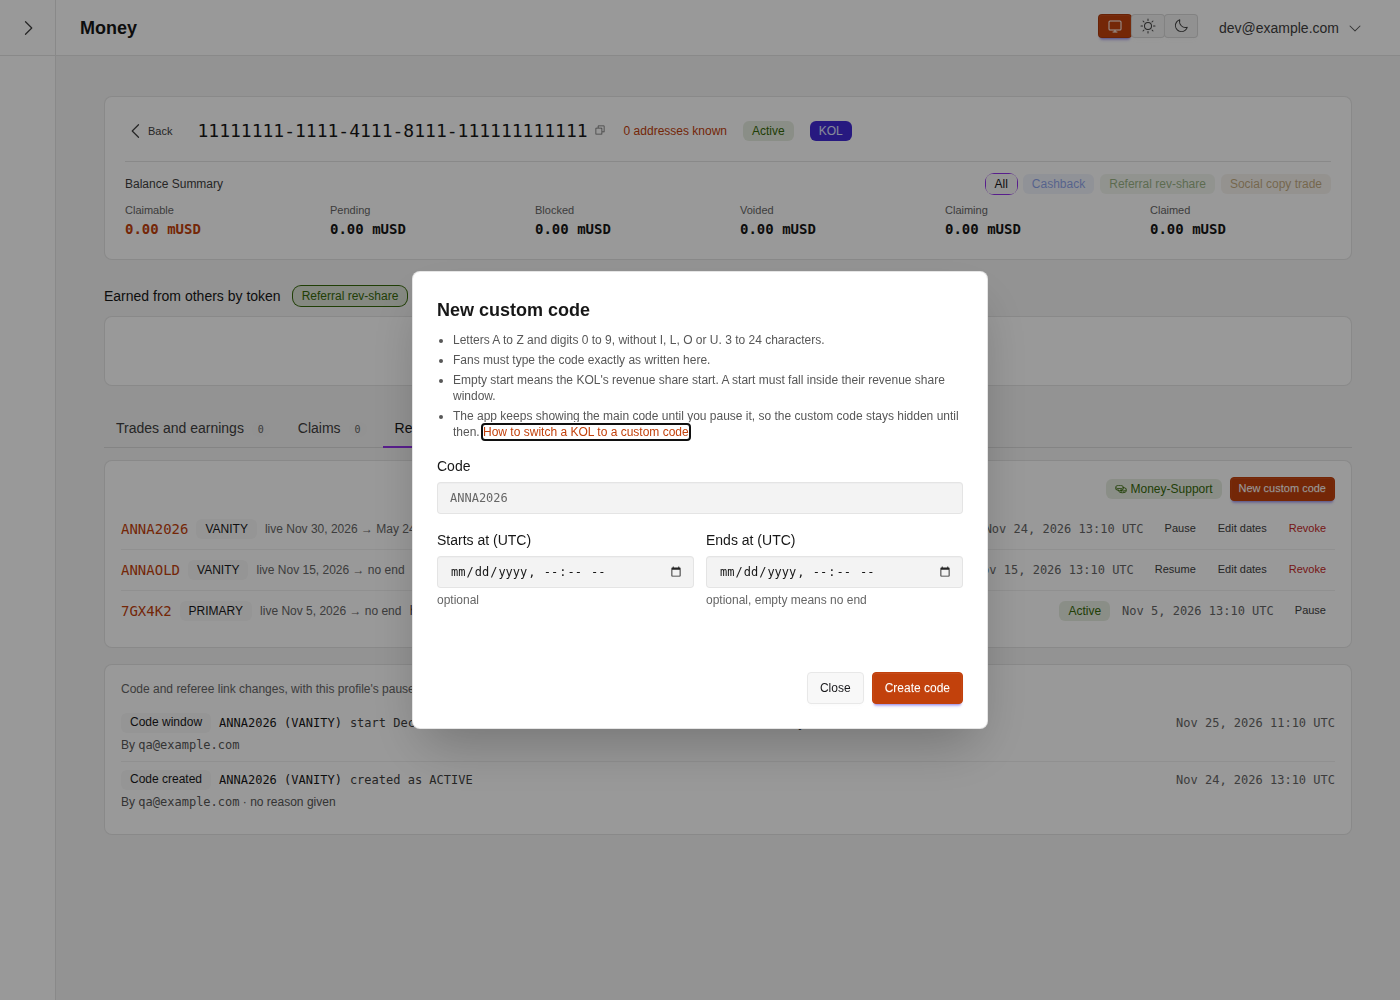 Money
dev@example.com
Back
11111111-1111-4111-8111-111111111111
0 addresses known
Active
KOL
Balance Summary
All
Cashback
Referral rev-share
Social copy trade
Claimable
Pending
Blocked
Voided
Claiming
Claimed
0.00 mUSD
0.00 mUSD
0.00 mUSD
0.00 mUSD
0.00 mUSD
0.00 mUSD
Earned from others by token
Referral rev-share
New custom code
Letters A to Z and digits 0 to 9, without I, L, O or U. 3 to 24 characters.
Fans must type the code exactly as written here.
Empty start means the KOL's revenue share start. A start must fall inside their revenue share
window.
The app keeps showing the main code until you pause it, so the custom code stays hidden until
then. How to switch a KOL to a custom code
Code
ANNA2026
Starts at (UTC)
Ends at (UTC)
mm/dd/yyyy, --:-- --
mm/dd/yyyy, --:-- --
optional
optional, empty means no end
Close
Create code
Trades and earnings 0
Claims 0
Money-Support
New custom code
ANNA2026 VANITY live Nov 30, 2026 → May 24
Nov 24, 2026 13:10 UTC Pause Edit dates Revoke
ANNAOLD VANITY live Nov 15, 2026 → no end
15, 2026 13:10 UTC Resume Edit dates Revoke
7GX4K2 PRIMARY live Nov 5, 2026 → no end
Active Nov 5, 2026 13:10 UTC Pause
Code and referee link changes, with this profile's pause
Code window ANNA2026 (VANITY) start Dec
Nov 25, 2026 11:10 UTC
By qa@example.com
Code created ANNA2026 (VANITY) created as ACTIVE
Nov 24, 2026 13:10 UTC
By qa@example.com · no reason given